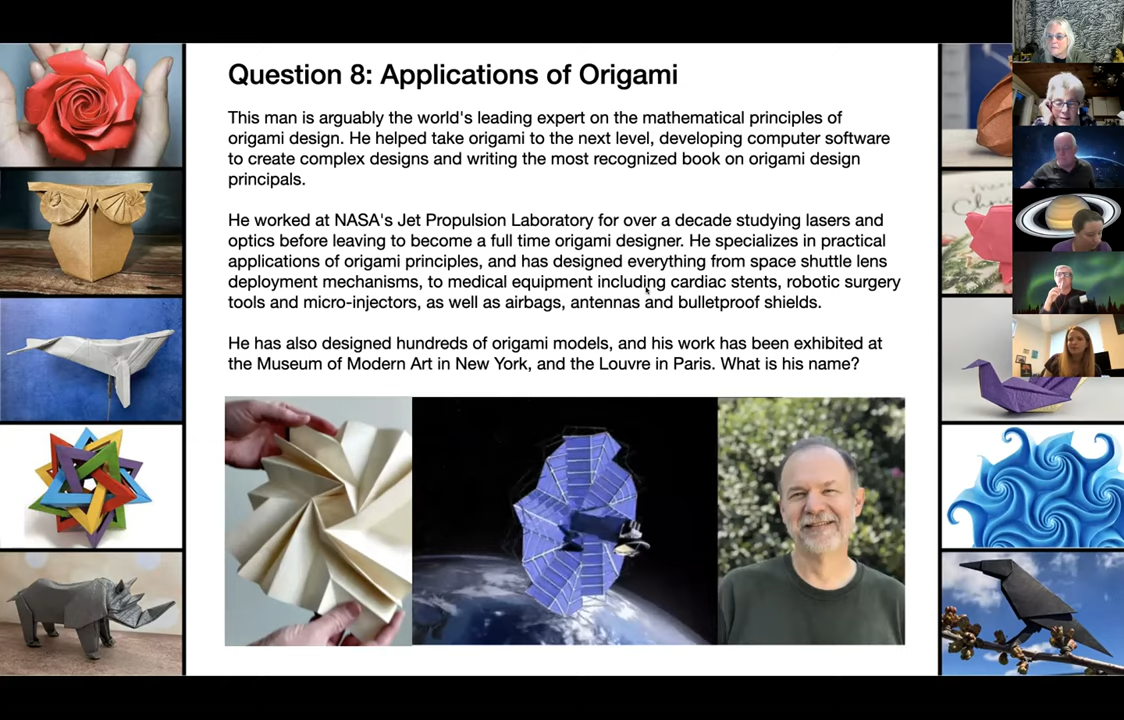 Question 8: Applications of Origami
This man is arguably the world's leading expert on the mathematical principles of
origami design. He helped take origami to the next level, developing computer software
to create complex designs and writing the most recognized book on origami design
principals.
He worked at NASA's Jet Propulsion Laboratory for over a decade studying lasers and
optics before leaving to become a full time origami designer. He specializes in practical
applications of origami principles, and has designed everything from space shuttle lens
deployment mechanisms, to medical equipment including cardiac stents, robotic surgery
tools and micro-injectors, as well as airbags, antennas and bulletproof shields.
He has also designed hundreds of origami models, and his work has been exhibited at
the Museum of Modern Art in New York, and the Louvre in Paris. What is his name?